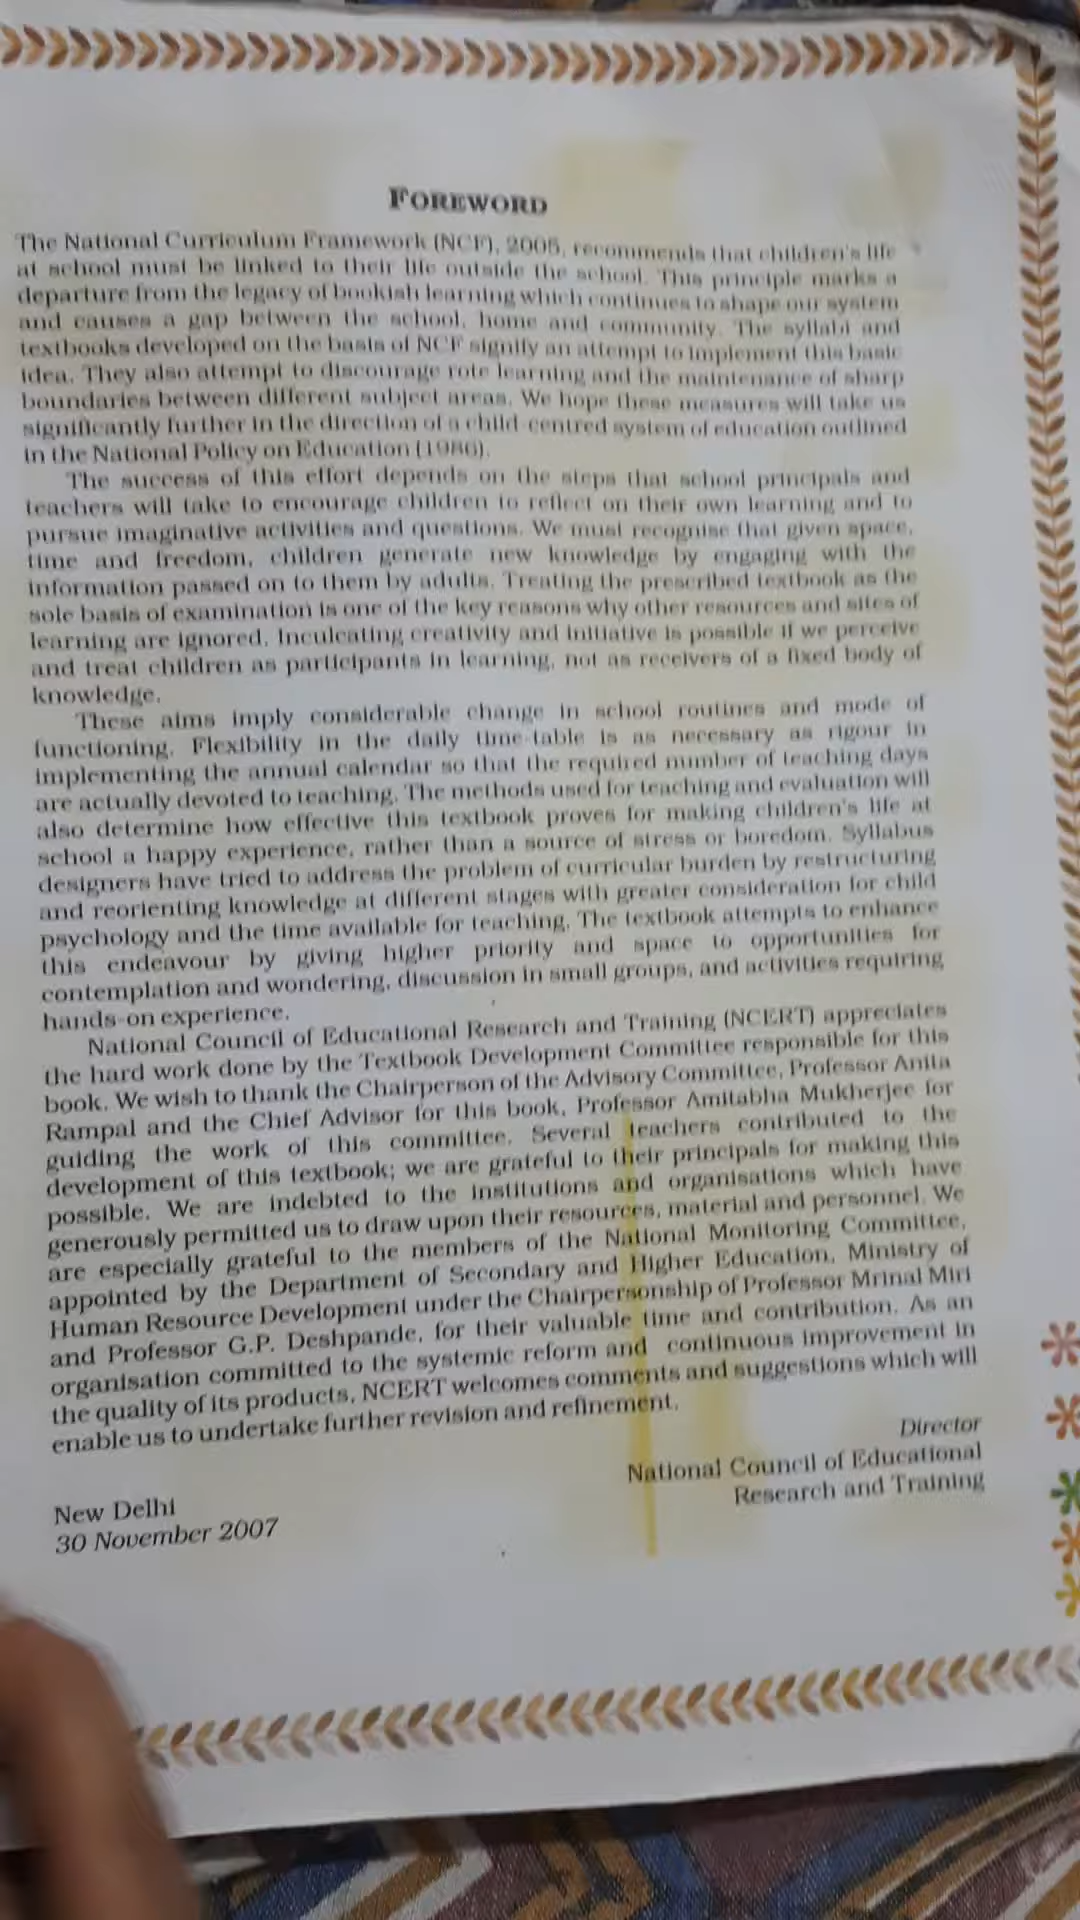 FOREWORD
The National Curriculum Framework (NCF), 2005, recommends that children's life
at school must be linked to their life outside the school. This principle marks a
departure from the legacy of bookish learning which continues to shape our system
and causes a gap between the school, home and community. The syllabi and
textbooks developed on the basis of NCF signify an attempt to implement this basic
idea. They also attempt to discourage rote learning and the maintenance of sharp
boundaries between different subject areas. We hope these measures will take us
significantly further in the direction of a child-centred system of education outlined
in the National Policy on Education (1986).
The success of this effort depends on the steps that school principals and
teachers will take to encourage children to reflect on their own learning and to
pursue imaginative activities and questions. We must recognise that given space,
time and freedom, children generate new knowledge by engaging with the
information passed on to them by adults. Treating the prescribed textbook as the
sole basis of examination is one of the key reasons why other resources and sites of
learning are ignored. Inculcating creativity and initiative is possible if we perceive
and treat children as participants in learning, not as receivers of a fixed body of
knowledge.
These aims imply considerable change in school routines and mode of
functioning. Flexibility in the daily time-table is as necessary as rigour in
implementing the annual calendar so that the required number of teaching days
are actually devoted to teaching. The methods used for teaching and evaluation will
also determine how effective this textbook proves for making children's life at
school a happy experience, rather than a source of stress or boredom. Syllabus
designers have tried to address the problem of curricular burden by restructuring
and reorienting knowledge at different stages with greater consideration for child
psychology and the time available for teaching. The textbook attempts to enhance
this endeavour by giving higher priority and space to opportunities for
contemplation and wondering, discussion in small groups, and activities requiring
hands-on experience.
National Council of Educational Research and Training (NCERT) appreciates
the hard work done by the Textbook Development Committee responsible for this
book. We wish to thank the Chairperson of the Advisory Committee, Professor Anita
Rampal and the Chief Advisor for this book, Professor Amitabha Mukherjee for
guiding the work of this committee. Several teachers contributed to the
development of this textbook; we are grateful to their principals for making this
possible. We are indebted to the institutions and organisations which have
generously permitted us to draw upon their resources, material and personnel. We
are especially grateful to the members of the National Monitoring Committee,
appointed by the Department of Secondary and Higher Education, Ministry of
Human Resource Development under the Chairpersonship of Professor Mrinal Miri
and Professor G.P. Deshpande, for their valuable time and contribution. As an
organisation committed to the systemic reform and continuous improvement in
the quality of its products, NCERT welcomes comments and suggestions which will
enable us to undertake further revision and refinement.
Director
National Council of Educational
Research and Training
New Delhi
30 November 2007